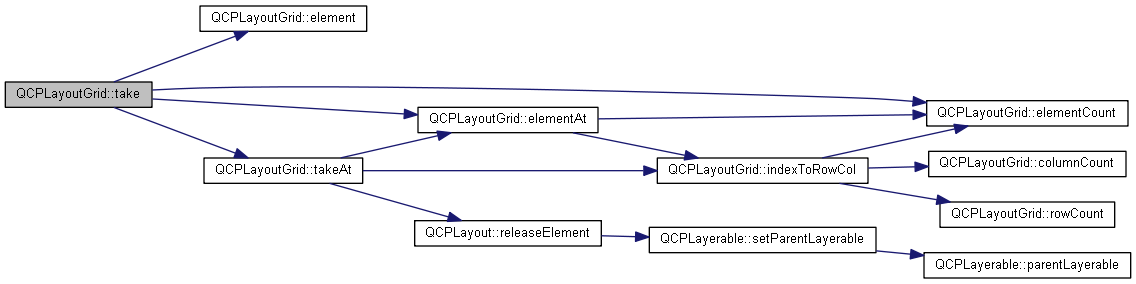 QCPLayoutGrid::element
QCPLayoutGrid::take
QCPLayoutGrid::elementCount
QCPLayoutGrid::elementAt
QCPLayoutGrid::columnCount
QCPLayoutGrid::takeAt
QCPLayoutGrid::indexToRowCol
QCPLayoutGrid::rowCount
QCPLayout::releaseElement
QCPLayerable::setParentLayerable
QCPLayerable::parentLayerable